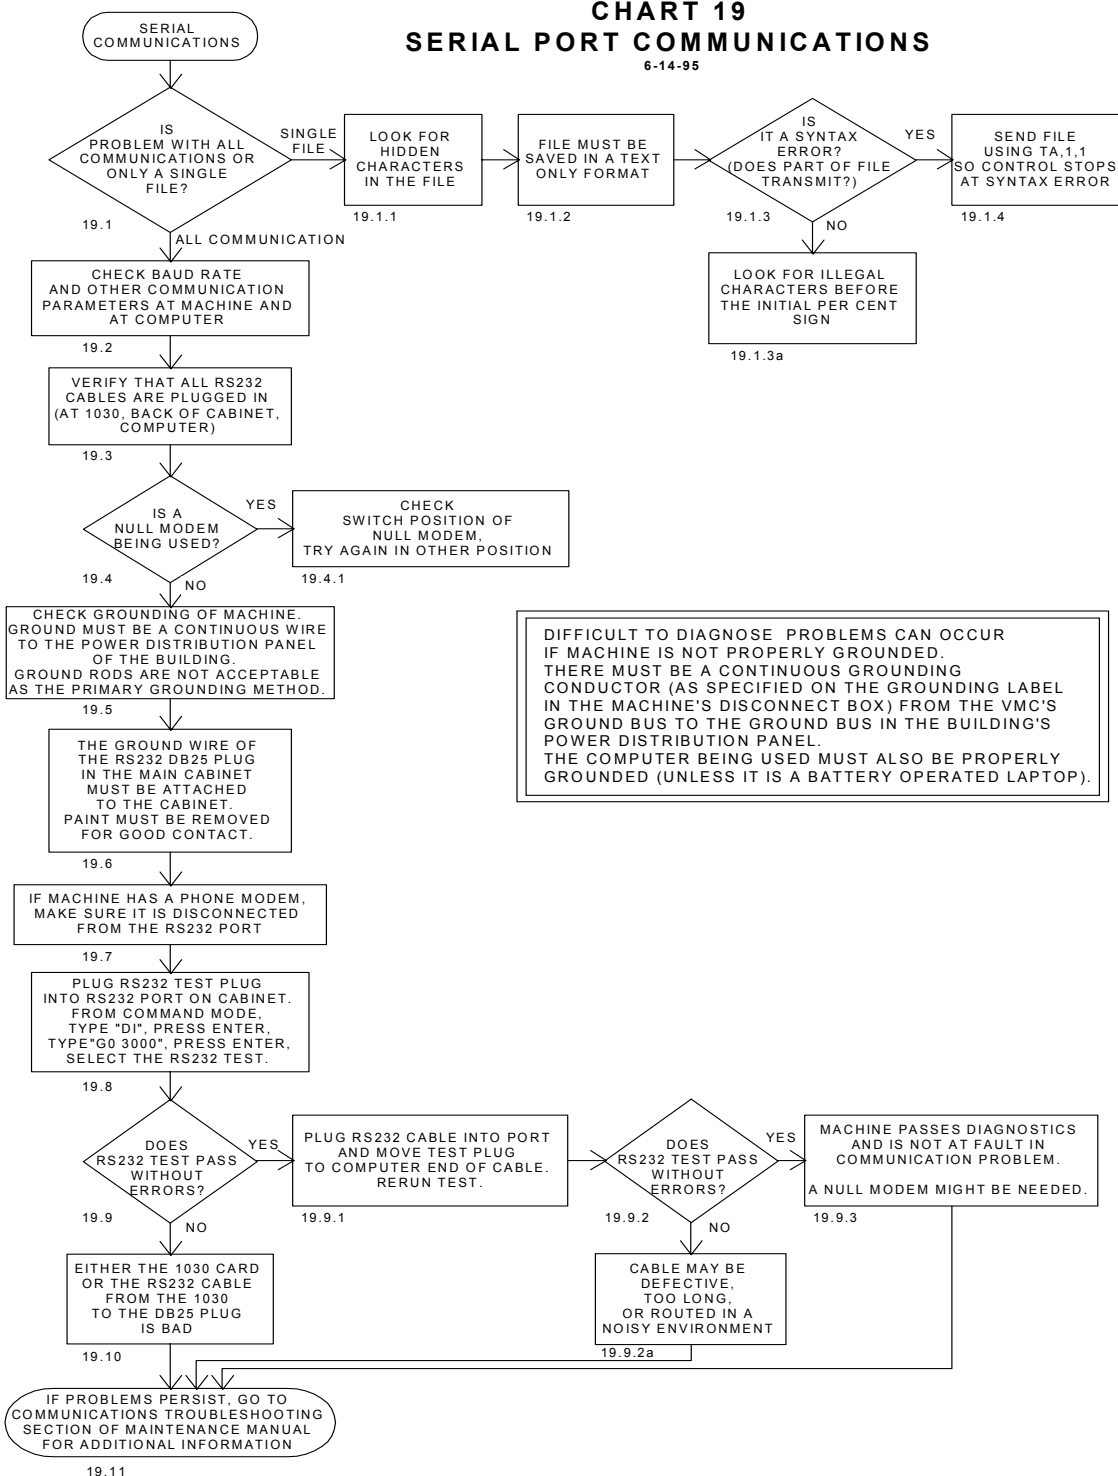 CHART 19
SERIAL PORT COMMUNICATIONS
6-14-95
SERIAL
COMMUNICATIONS
IS
PROBLEM WITH ALL
COMMUNICATIONS OR
ONLY A SINGLE
FILE?
19.1
SINGLE
FILE
LOOK FOR
HIDDEN
CHARACTERS
IN THE FILE
19.1.1
FILE MUST BE
SAVED IN A TEXT
ONLY FORMAT
19.1.2
IS
IT A SYNTAX
ERROR?
(DOES PART OF FILE
TRANSMIT?)
19.1.3
YES
SEND FILE
USING TA,1,1
SO CONTROL STOPS
AT SYNTAX ERROR
19.1.4
NO
LOOK FOR ILLEGAL
CHARACTERS BEFORE
THE INITIAL PER CENT
SIGN
19.1.3a
ALL COMMUNICATION
CHECK BAUD RATE
AND OTHER COMMUNICATION
PARAMETERS AT MACHINE AND
AT COMPUTER
19.2
VERIFY THAT ALL RS232
CABLES ARE PLUGGED IN
(AT 1030, BACK OF CABINET,
COMPUTER)
19.3
IS A
NULL MODEM
BEING USED?
19.4
YES
CHECK
SWITCH POSITION OF
NULL MODEM,
TRY AGAIN IN OTHER POSITION
19.4.1
NO
CHECK GROUNDING OF MACHINE.
GROUND MUST BE A CONTINUOUS WIRE
TO THE POWER DISTRIBUTION PANEL
OF THE BUILDING.
GROUND RODS ARE NOT ACCEPTABLE
AS THE PRIMARY GROUNDING METHOD.
19.5
DIFFICULT TO DIAGNOSE PROBLEMS CAN OCCUR
IF MACHINE IS NOT PROPERLY GROUNDED.
THERE MUST BE A CONTINUOUS GROUNDING
CONDUCTOR (AS SPECIFIED ON THE GROUNDING LABEL
IN THE MACHINE'S DISCONNECT BOX) FROM THE VMC'S
GROUND BUS TO THE GROUND BUS IN THE BUILDING'S
POWER DISTRIBUTION PANEL.
THE COMPUTER BEING USED MUST ALSO BE PROPERLY
GROUNDED (UNLESS IT IS A BATTERY OPERATED LAPTOP).
THE GROUND WIRE OF
THE RS232 DB25 PLUG
IN THE MAIN CABINET
MUST BE ATTACHED
TO THE CABINET.
PAINT MUST BE REMOVED
FOR GOOD CONTACT.
19.6
IF MACHINE HAS A PHONE MODEM,
MAKE SURE IT IS DISCONNECTED
FROM THE RS232 PORT
19.7
PLUG RS232 TEST PLUG
INTO RS232 PORT ON CABINET.
FROM COMMAND MODE,
TYPE "DI", PRESS ENTER,
TYPE"G0 3000", PRESS ENTER,
SELECT THE RS232 TEST.
19.8
DOES
RS232 TEST PASS
WITHOUT
ERRORS?
19.9
YES
PLUG RS232 CABLE INTO PORT
AND MOVE TEST PLUG
TO COMPUTER END OF CABLE.
RERUN TEST.
19.9.1
DOES
RS232 TEST PASS
WITHOUT
ERRORS?
19.9.2
YES
MACHINE PASSES DIAGNOSTICS
AND IS NOT AT FAULT IN
COMMUNICATION PROBLEM.
A NULL MODEM MIGHT BE NEEDED.
19.9.3
NO
EITHER THE 1030 CARD
OR THE RS232 CABLE
FROM THE 1030
TO THE DB25 PLUG
IS BAD
19.10
NO
CABLE MAY BE
DEFECTIVE,
TOO LONG,
OR ROUTED IN A
NOISY ENVIRONMENT
19.9.2a
IF PROBLEMS PERSIST, GO TO
COMMUNICATIONS TROUBLESHOOTING
SECTION OF MAINTENANCE MANUAL
FOR ADDITIONAL INFORMATION
19.11